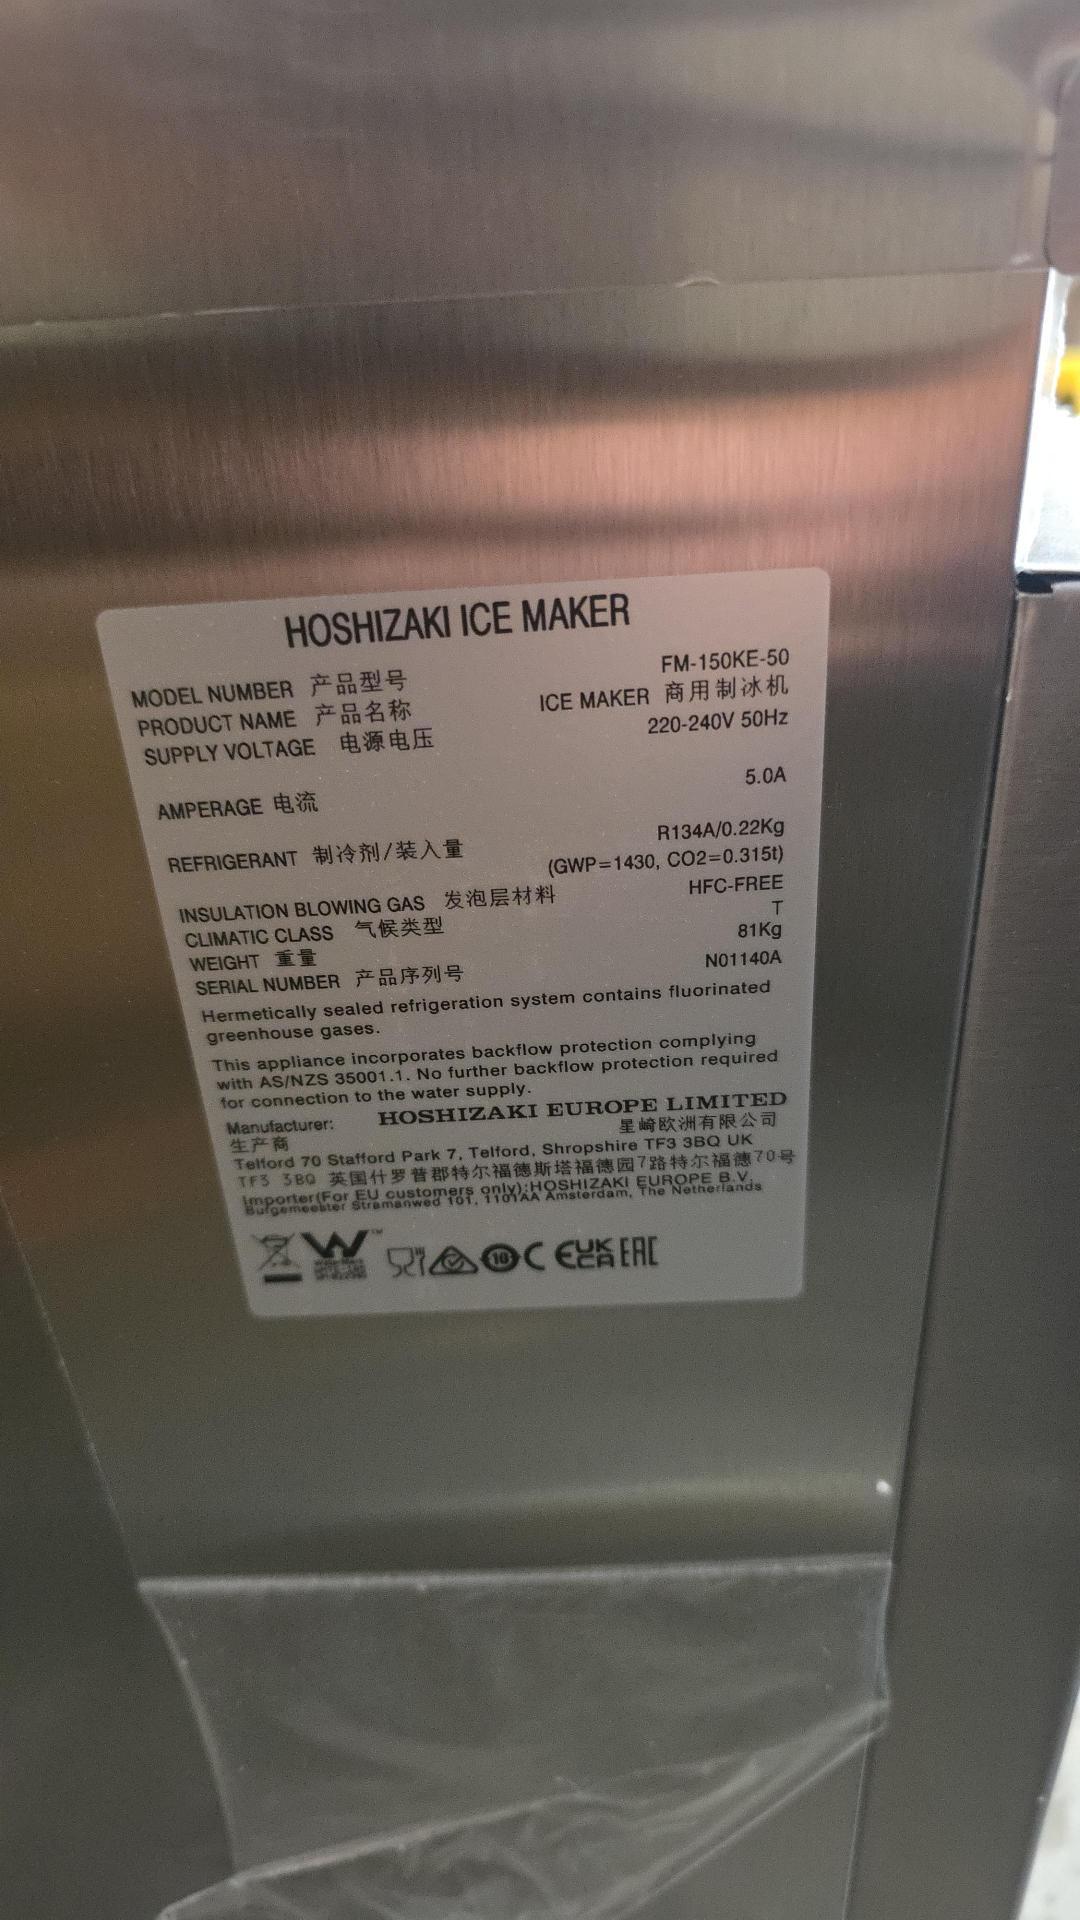 HOSHIZAKI ICE MAKER
MODEL NUMBER 产品型号 FM-150KE-50
PRODUCT NAME 产品名称 ICE MAKER 商用制冰机
SUPPLY VOLTAGE 电源电压 220-240V 50Hz
AMPERAGE 电流 5.0A
REFRIGERANT 制冷剂/装入量 R134A/0.22Kg
(GWP=1430, CO2=0.315t)
INSULATION BLOWING GAS 发泡层材料 HFC-FREE
CLIMATIC CLASS 气候类型 T
WEIGHT 重量 81Kg
SERIAL NUMBER 产品序列号 N01140A
Hermetically sealed refrigeration system contains fluorinated
greenhouse gases.
This appliance incorporates backflow protection complying
with AS/NZS 35001.1. No further backflow protection required
for connection to the water supply.
Manufacturer: HOSHIZAKI EUROPE LIMITED
生产商 星崎欧洲有限公司
Telford 70 Stafford Park 7, Telford, Shropshire TF3 3BQ UK
TF3 3BQ 英国什罗普郡特尔福德斯塔福德园7路特尔福德70号
Importer(For EU customers only):HOSHIZAKI EUROPE B.V.
Burgemeester Stramanweg 101, 1101AA Amsterdam, The Netherlands
W™ 10 C CE UKCA EAC